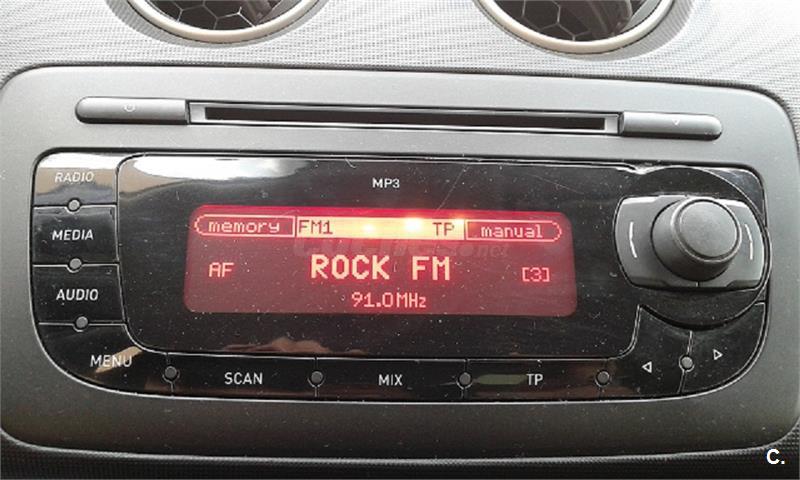 MP3
RADIO
MEDIA
AUDIO
MENU
memory FM1 TP manual
AF ROCK FM [3]
91.0MHz
SCAN MIX TP
C.